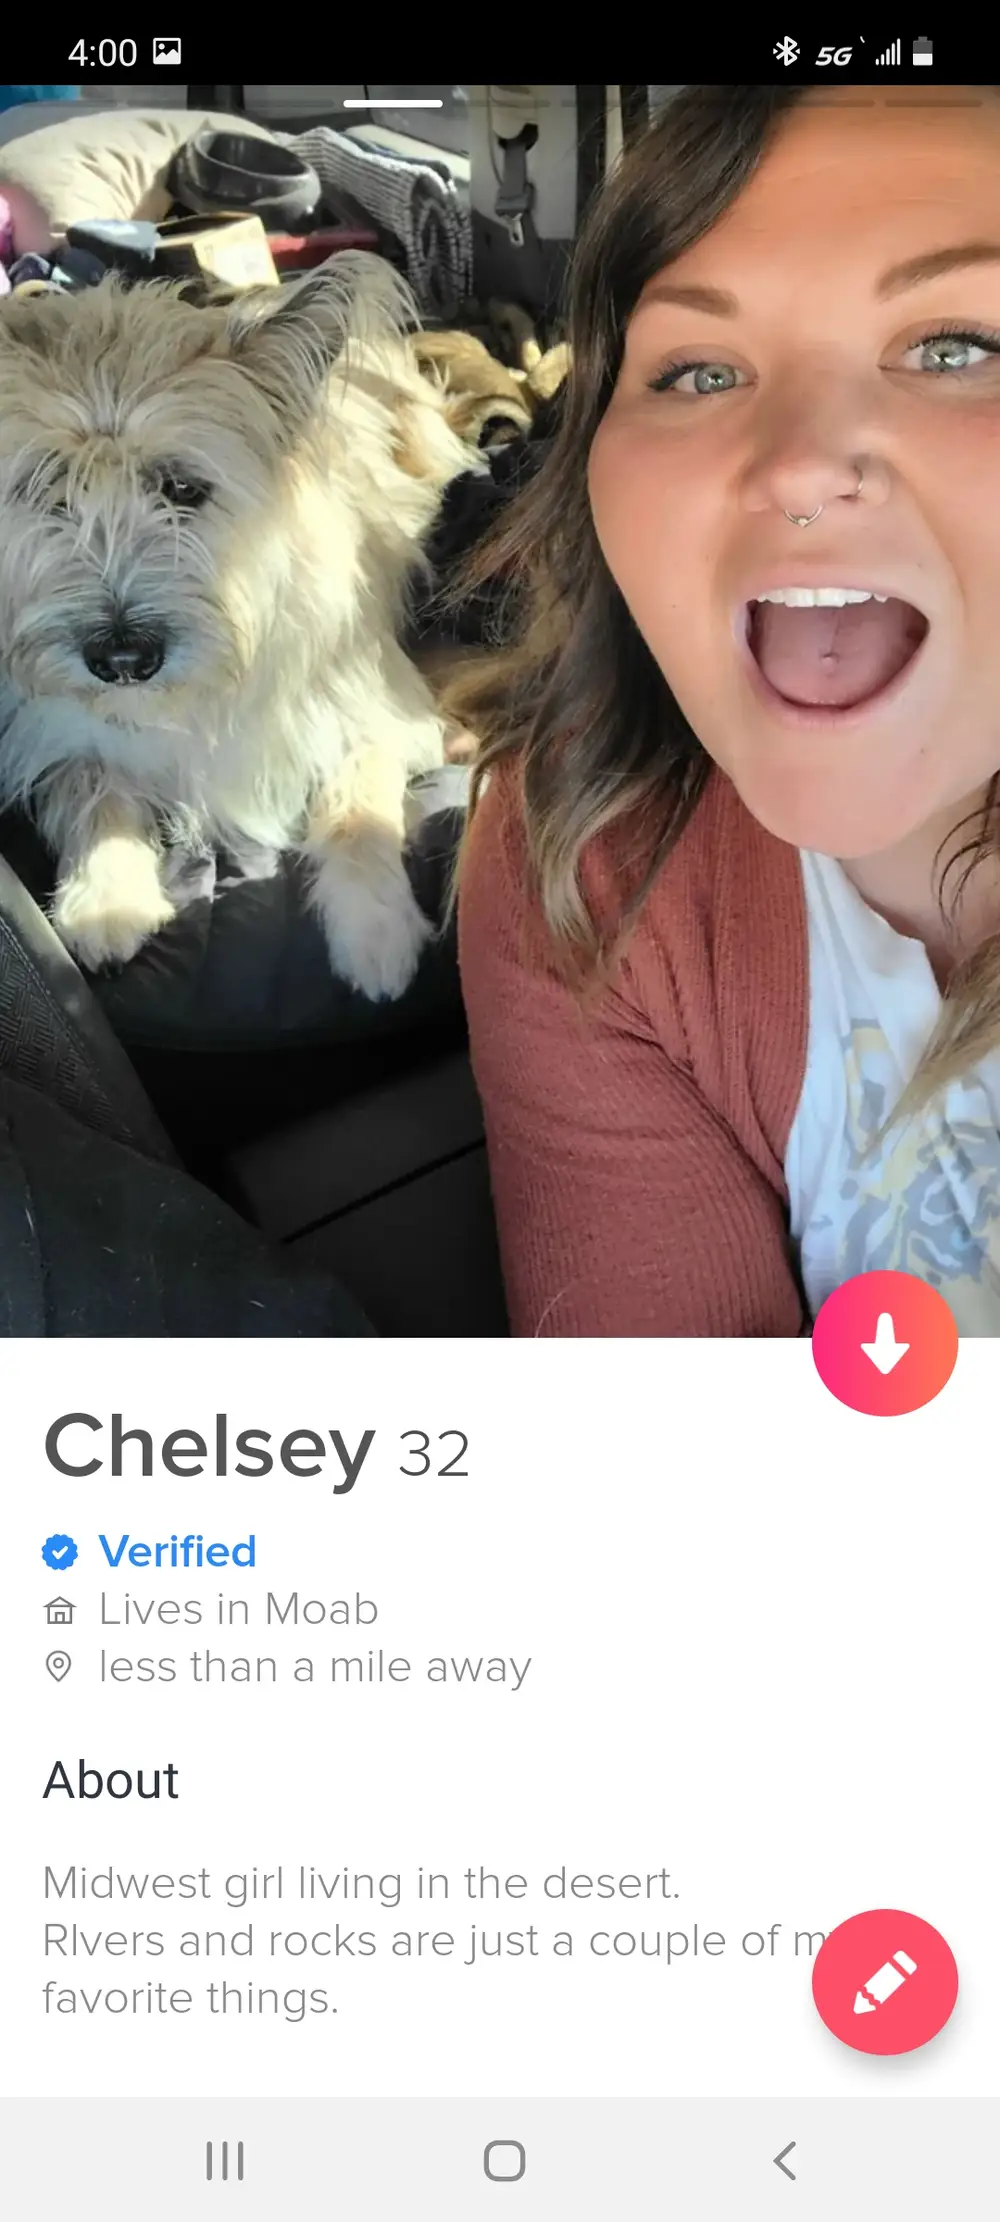 4:00 5G
Chelsey 32
Verified
Lives in Moab
less than a mile away
About
Midwest girl living in the desert.
RIvers and rocks are just a couple of
favorite things.